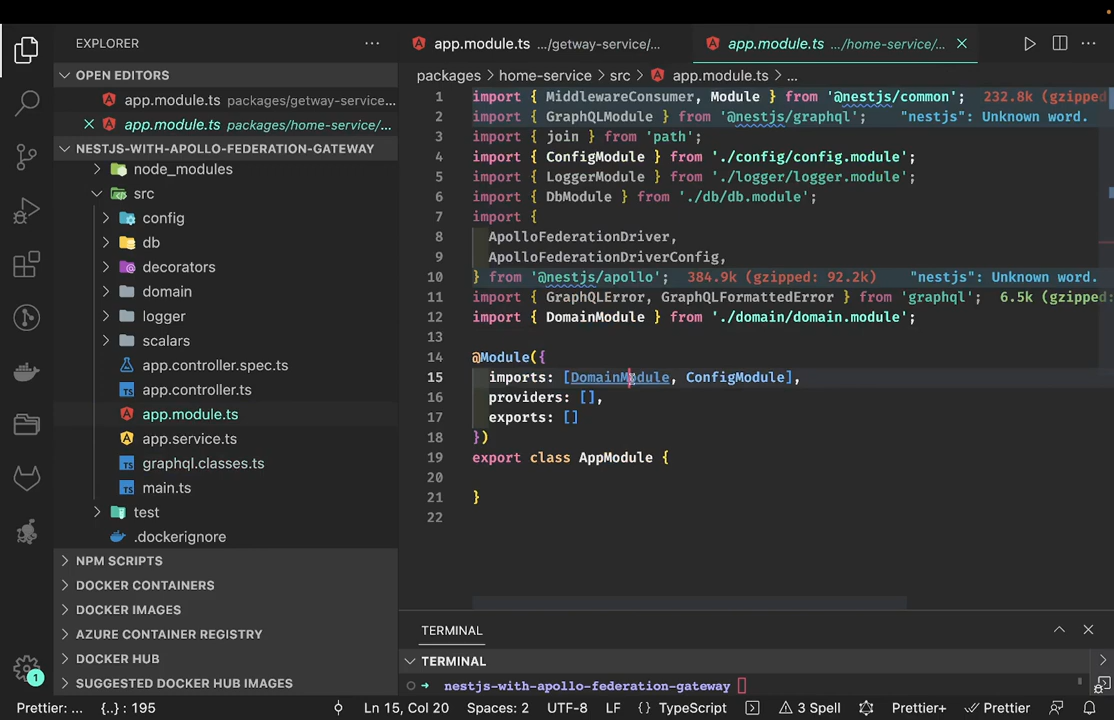 EXPLORER
OPEN EDITORS
app.module.ts packages/getway-service...
app.module.ts packages/home-service/...
NESTJS-WITH-APOLLO-FEDERATION-GATEWAY
node_modules
src
config
db
decorators
domain
logger
scalars
app.controller.spec.ts
app.controller.ts
app.module.ts
app.service.ts
graphql.classes.ts
main.ts
test
.dockerignore
NPM SCRIPTS
DOCKER CONTAINERS
DOCKER IMAGES
AZURE CONTAINER REGISTRY
DOCKER HUB
SUGGESTED DOCKER HUB IMAGES
1
app.module.ts .../getway-service/...
app.module.ts .../home-service/...
packages > home-service > src > app.module.ts > ...
1 import { MiddlewareConsumer, Module } from '@nestjs/common'; 232.8k (gzipped
2 import { GraphQLModule } from '@nestjs/graphql'; "nestjs": Unknown word.
3 import { join } from 'path';
4 import { ConfigModule } from './config/config.module';
5 import { LoggerModule } from './logger/logger.module';
6 import { DbModule } from './db/db.module';
7 import {
8 ApolloFederationDriver,
9 ApolloFederationDriverConfig,
10 } from '@nestjs/apollo'; 384.9k (gzipped: 92.2k) "nestjs": Unknown word.
11 import { GraphQLError, GraphQLFormattedError } from 'graphql'; 6.5k (gzipped:
12 import { DomainModule } from './domain/domain.module';
13
14 @Module({
15 imports: [DomainModule, ConfigModule],
16 providers: [],
17 exports: []
18 })
19 export class AppModule {
20
21 }
22
TERMINAL
TERMINAL
nestjs-with-apollo-federation-gateway
Prettier: ... {..} : 195 Ln 15, Col 20 Spaces: 2 UTF-8 LF {} TypeScript 3 Spell Prettier+ Prettier